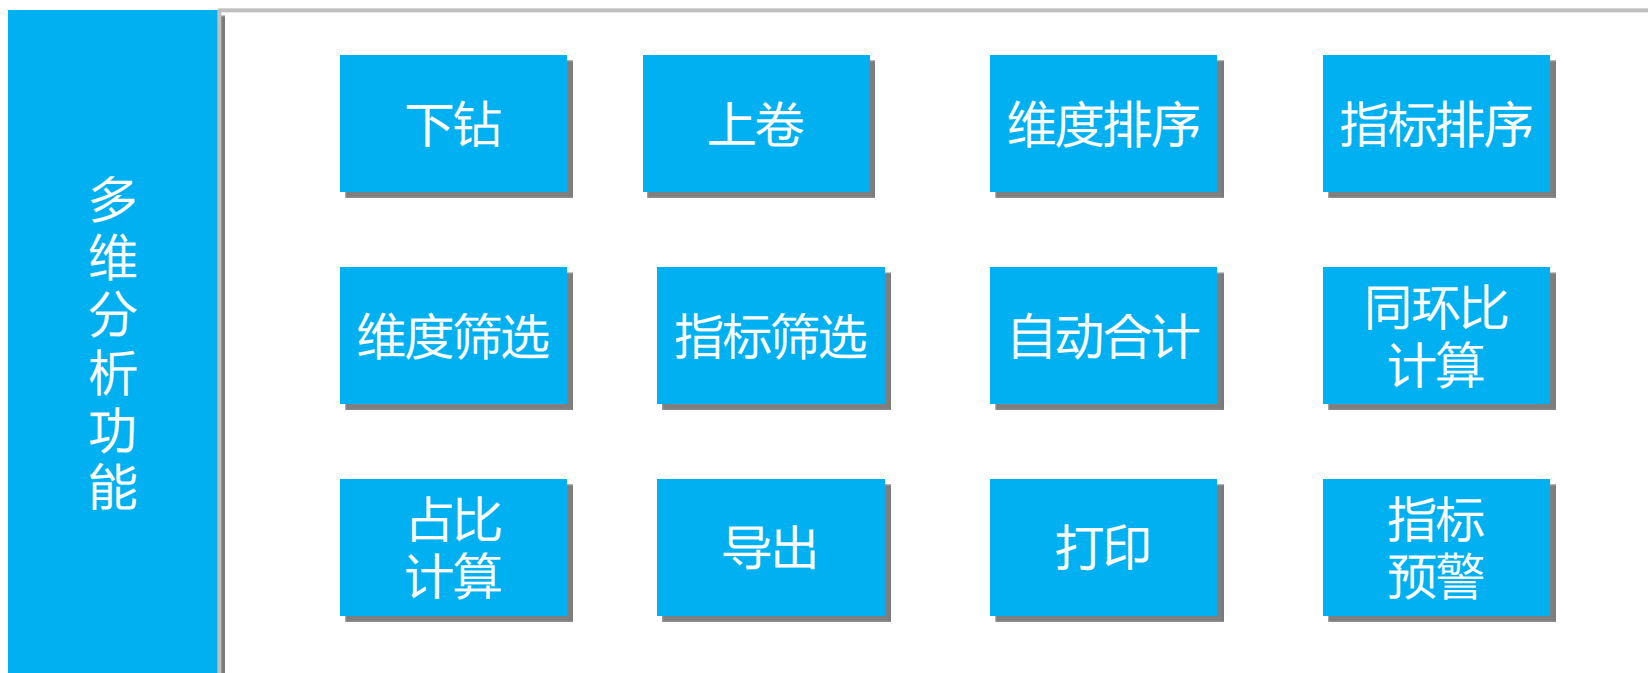 多维分析功能
下钻
上卷
维度排序
指标排序
维度筛选
指标筛选
自动合计
同环比
计算
占比
计算
导出
打印
指标
预警